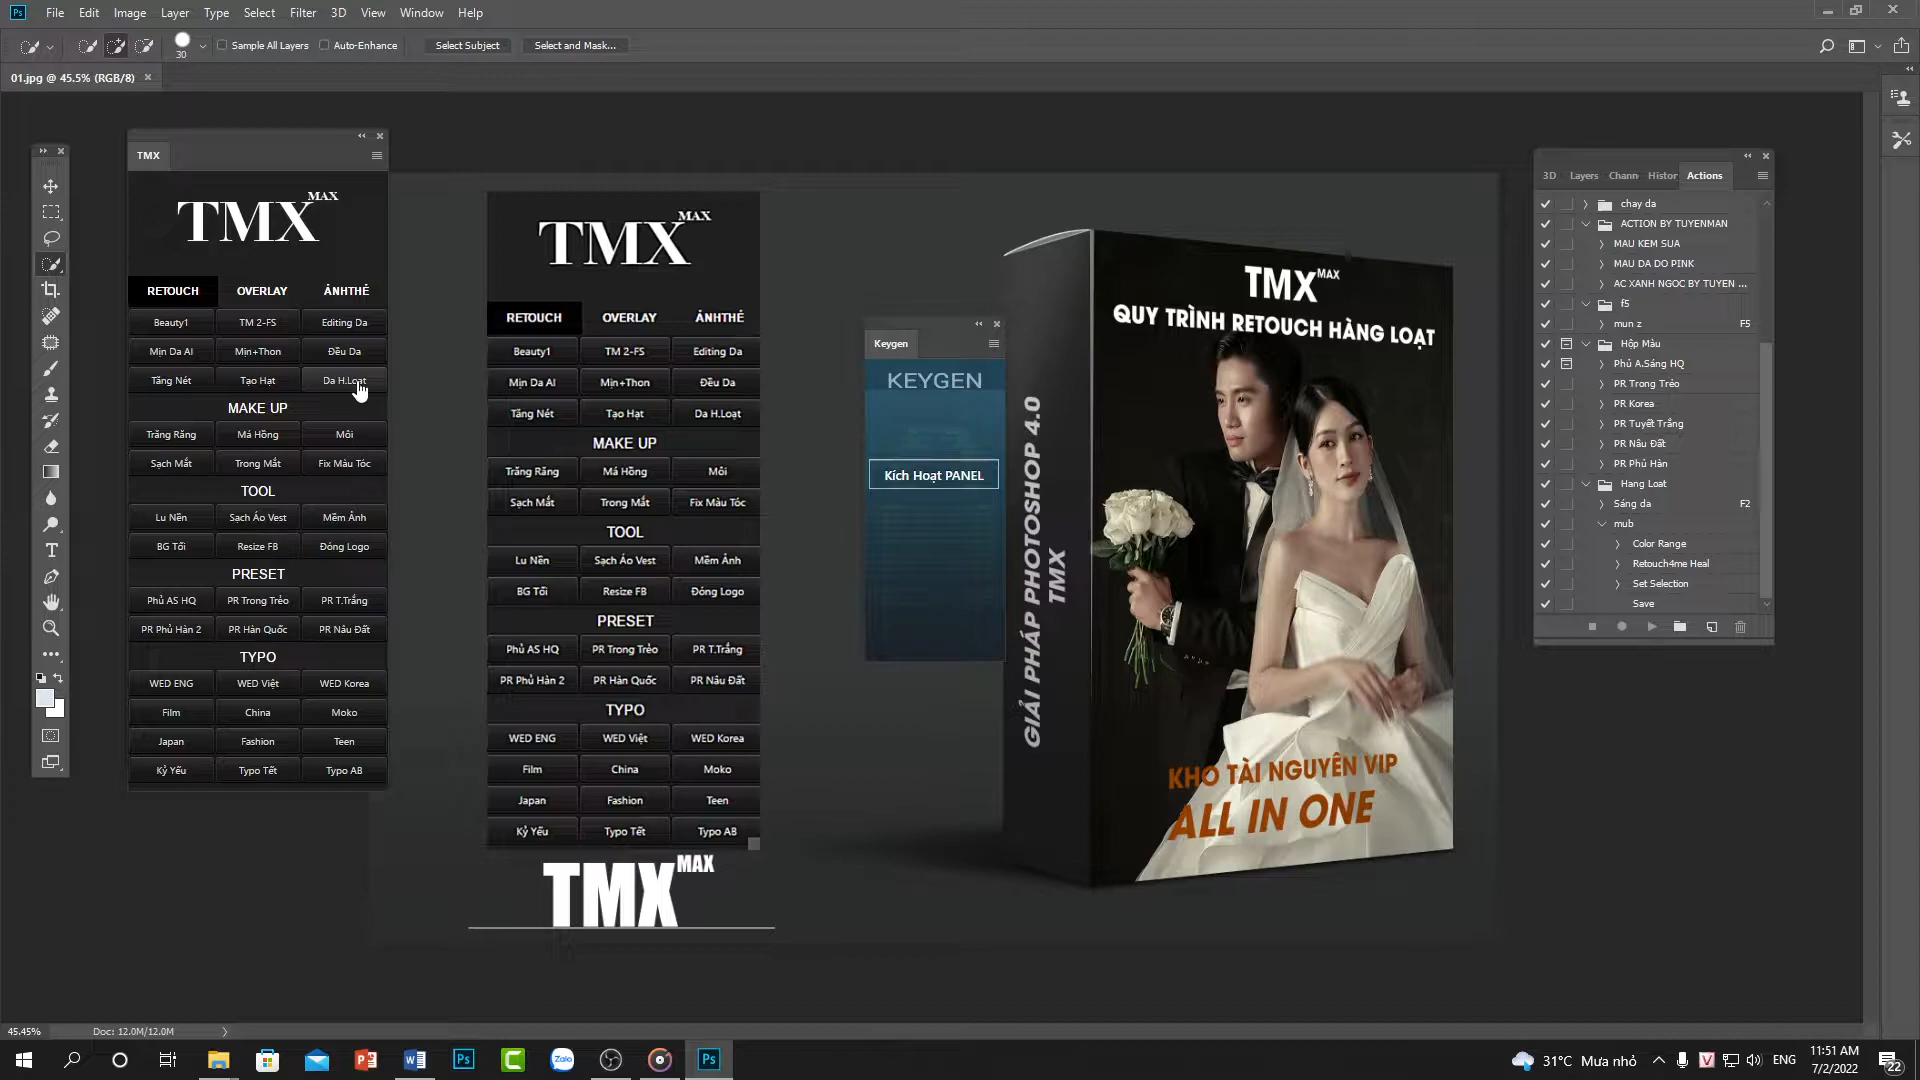 Ps File Edit Image Layer Type Select Filter 3D View Window Help
30 Sample All Layers Auto-Enhance Select Subject Select and Mask...
01.jpg @ 45.5% (RGB/8)
TMX
TMX MAX
RETOUCH OVERLAY ẢNHTHẺ
Beauty1 TM 2-FS Editing Da
Mịn Da AI Mịn+Thon Đều Da
Tăng Nét Tạo Hạt Da H.Loạt
MAKE UP
Trăng Răng Má Hồng Môi
Sạch Mắt Trong Mắt Fix Màu Tóc
TOOL
Lu Nền Sạch Áo Vest Mềm Ảnh
BG Tối Resize FB Đóng Logo
PRESET
Phủ AS HQ PR Trong Trẻo PR T.Trắng
PR Phủ Hàn 2 PR Hàn Quốc PR Nâu Đất
TYPO
WED ENG WED Việt WED Korea
Film China Moko
Japan Fashion Teen
Kỷ Yếu Typo Tết Typo AB
TMX MAX
RETOUCH OVERLAY ẢNHTHẺ
Beauty1 TM 2-FS Editing Da
Mịn Da AI Mịn+Thon Đều Da
Tăng Nét Tạo Hạt Da H.Loạt
MAKE UP
Trăng Răng Má Hồng Môi
Sạch Mắt Trong Mắt Fix Màu Tóc
TOOL
Lu Nền Sạch Áo Vest Mềm Ảnh
BG Tối Resize FB Đóng Logo
PRESET
Phủ AS HQ PR Trong Trẻo PR T.Trắng
PR Phủ Hàn 2 PR Hàn Quốc PR Nâu Đất
TYPO
WED ENG WED Việt WED Korea
Film China Moko
Japan Fashion Teen
Kỷ Yếu Typo Tết Typo AB
TMX MAX
Keygen
KEYGEN
Kích Hoạt PANEL
GIẢI PHÁP PHOTOSHOP 4.0
TMX
TMX MAX
QUY TRÌNH RETOUCH HÀNG LOẠT
KHO TÀI NGUYÊN VIP
ALL IN ONE
3D Layers Chann Histor Actions
chay da
ACTION BY TUYENMAN
MAU KEM SUA
MAU DA DO PINK
AC XANH NGOC BY TUYEN ...
f5
mun z F5
Hộp Màu
Phủ A.Sáng HQ
PR Trong Trẻo
PR Korea
PR Tuyết Trắng
PR Nâu Đất
PR Phủ Hàn
Hang Loat
Sáng da F2
mub
Color Range
Retouch4me Heal
Set Selection
Save
45.45% Doc: 12.0M/12.0M
31°C Mưa nhỏ ENG 11:51 AM
7/2/2022
22